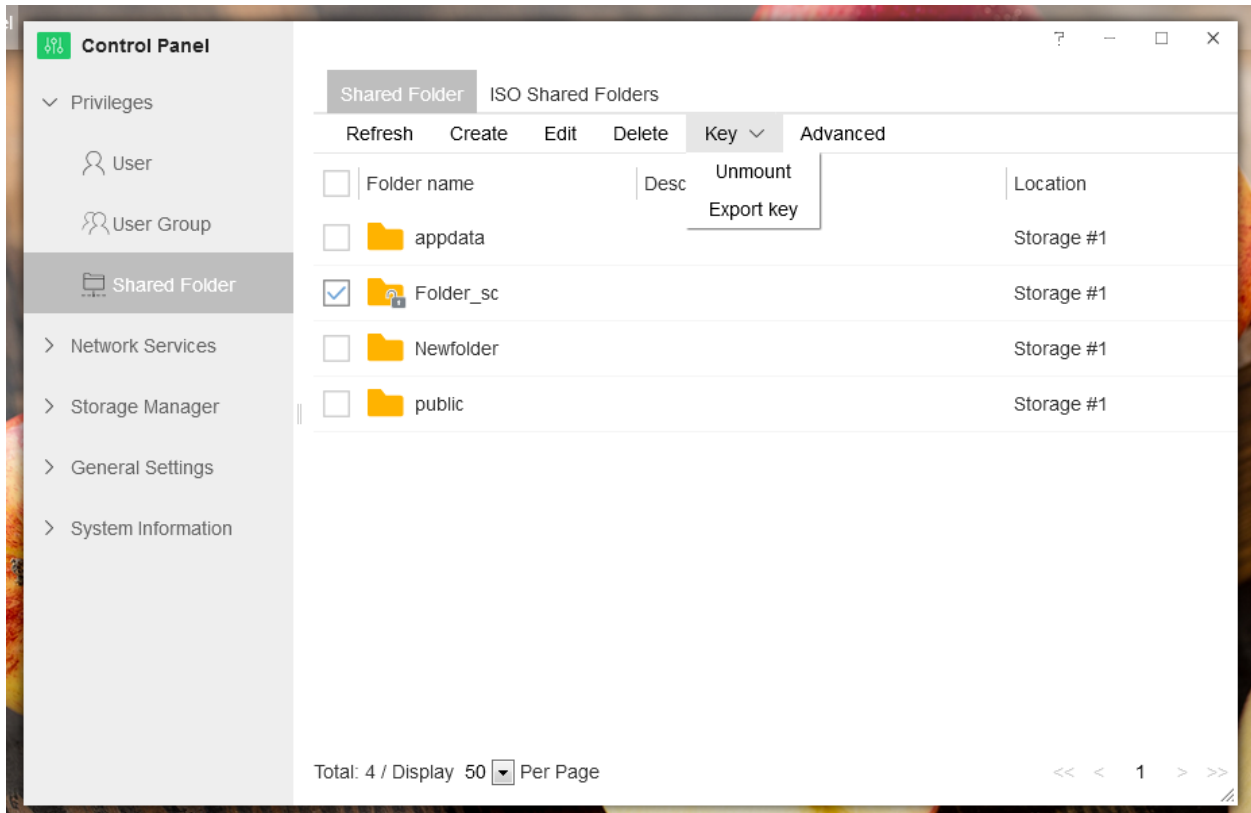 Control Panel
Privileges
User
User Group
Shared Folder
Network Services
Storage Manager
General Settings
System Information
Shared Folder ISO Shared Folders
Refresh Create Edit Delete Key Advanced
Unmount
Export key
Folder name Desc Location
appdata Storage #1
Folder_sc Storage #1
Newfolder Storage #1
public Storage #1
Total: 4 / Display 50 Per Page
<< < 1 > >>